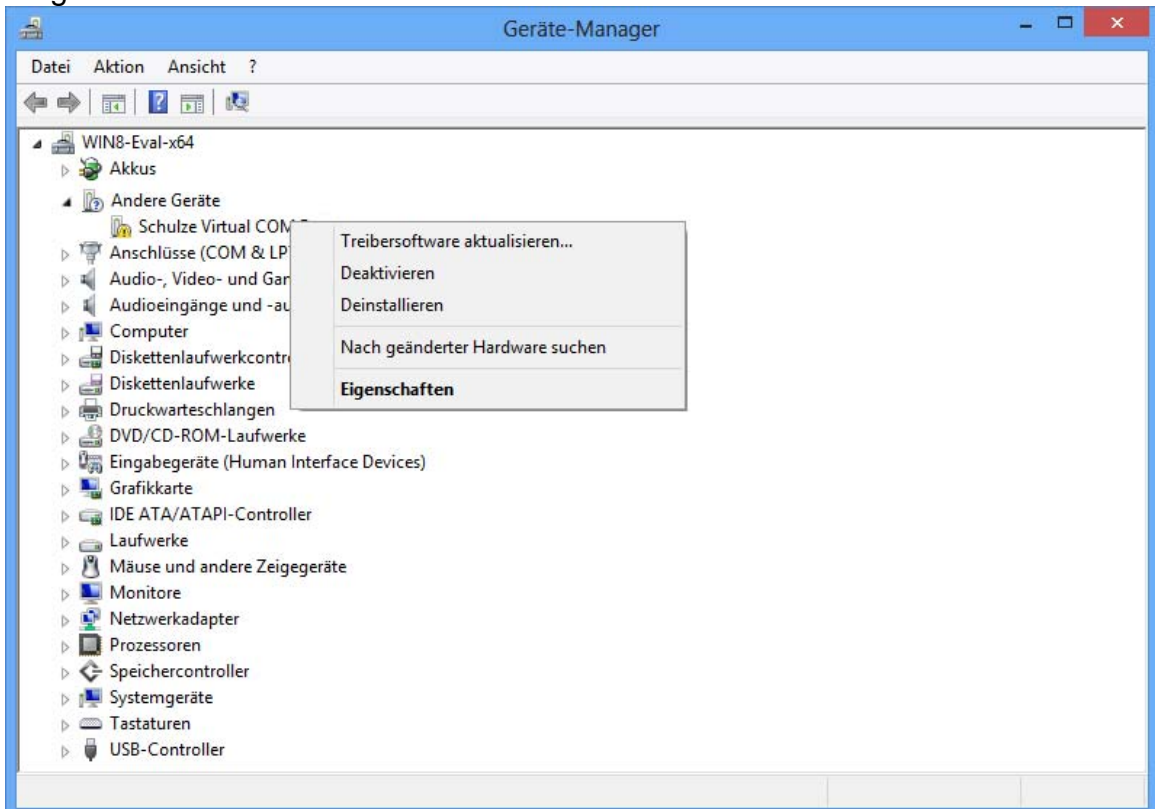 Geräte-Manager
Datei Aktion Ansicht ?
WIN8-Eval-x64
Akkus
Andere Geräte
Schulze Virtual COM
Anschlüsse (COM & LP
Audio-, Video- und Gar
Audioeingänge und -au
Computer
Diskettenlaufwerkcontr
Diskettenlaufwerke
Druckwarteschlangen
DVD/CD-ROM-Laufwerke
Eingabegeräte (Human Interface Devices)
Grafikkarte
IDE ATA/ATAPI-Controller
Laufwerke
Mäuse und andere Zeigegeräte
Monitore
Netzwerkadapter
Prozessoren
Speichercontroller
Systemgeräte
Tastaturen
USB-Controller
Treibersoftware aktualisieren...
Deaktivieren
Deinstallieren
Nach geänderter Hardware suchen
Eigenschaften